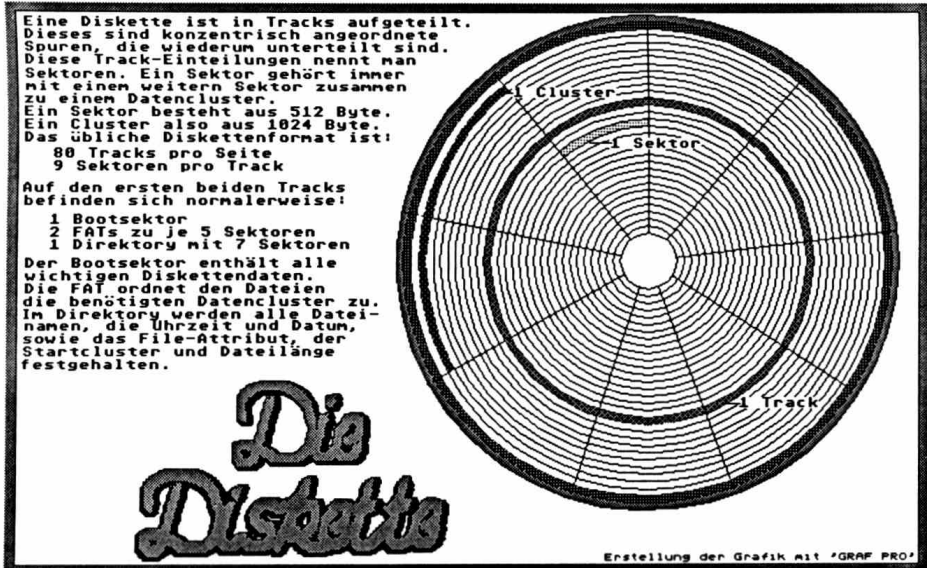 Eine Diskette ist in Tracks aufgeteilt.
Dieses sind konzentrisch angeordnete
Spuren, die wiederum unterteilt sind.
Diese Track-Einteilungen nennt man
Sektoren. Ein Sektor gehört immer
mit einem weitern Sektor zusammen
zu einem Datencluster.
Ein Sektor besteht aus 512 Byte.
Ein Cluster also aus 1024 Byte.
Das übliche Diskettenformat ist:
80 Tracks pro Seite
9 Sektoren pro Track
Auf den ersten beiden Tracks
befinden sich normalerweise:
1 Bootsektor
2 FATs zu je 5 Sektoren
1 Direktory mit 7 Sektoren
Der Bootsektor enthält alle
wichtigen Diskettendaten.
Die FAT ordnet den Dateien
die benötigten Datencluster zu.
Im Direktory werden alle Datei-
namen, die Uhrzeit und Datum,
sowie das File-Attribut, der
Startcluster und Dateilänge
festgehalten.
1 Cluster
1 Sektor
1 Track
Die
Diskette
Erstellung der Grafik mit 'GRAF PRO'